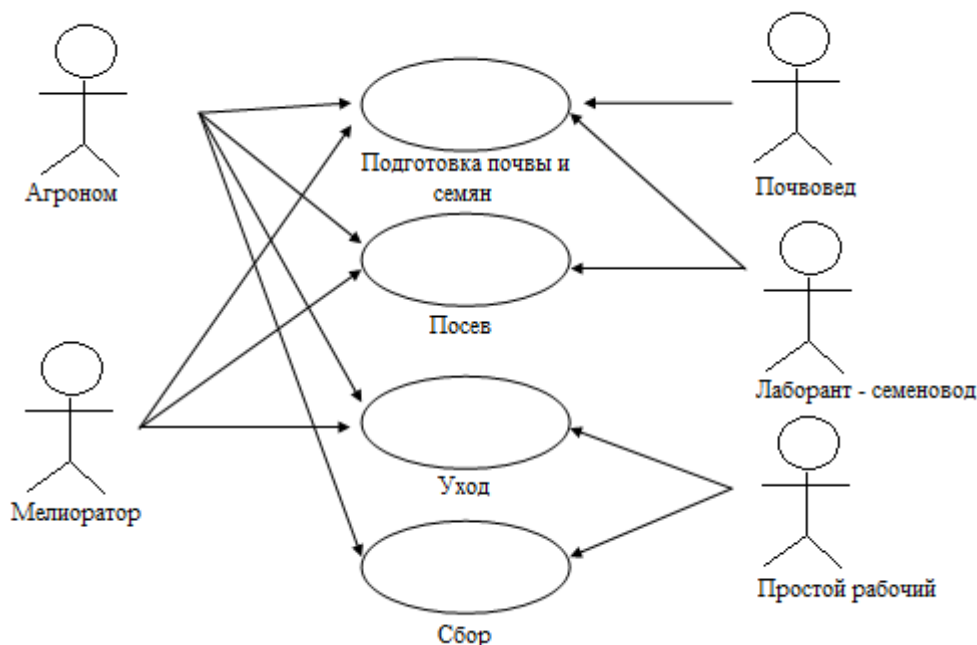 Агроном
Подготовка почвы и
семян
Почвовед
Посев
Лаборант - семеновод
Мелиоратор
Уход
Простой рабочий
Сбор